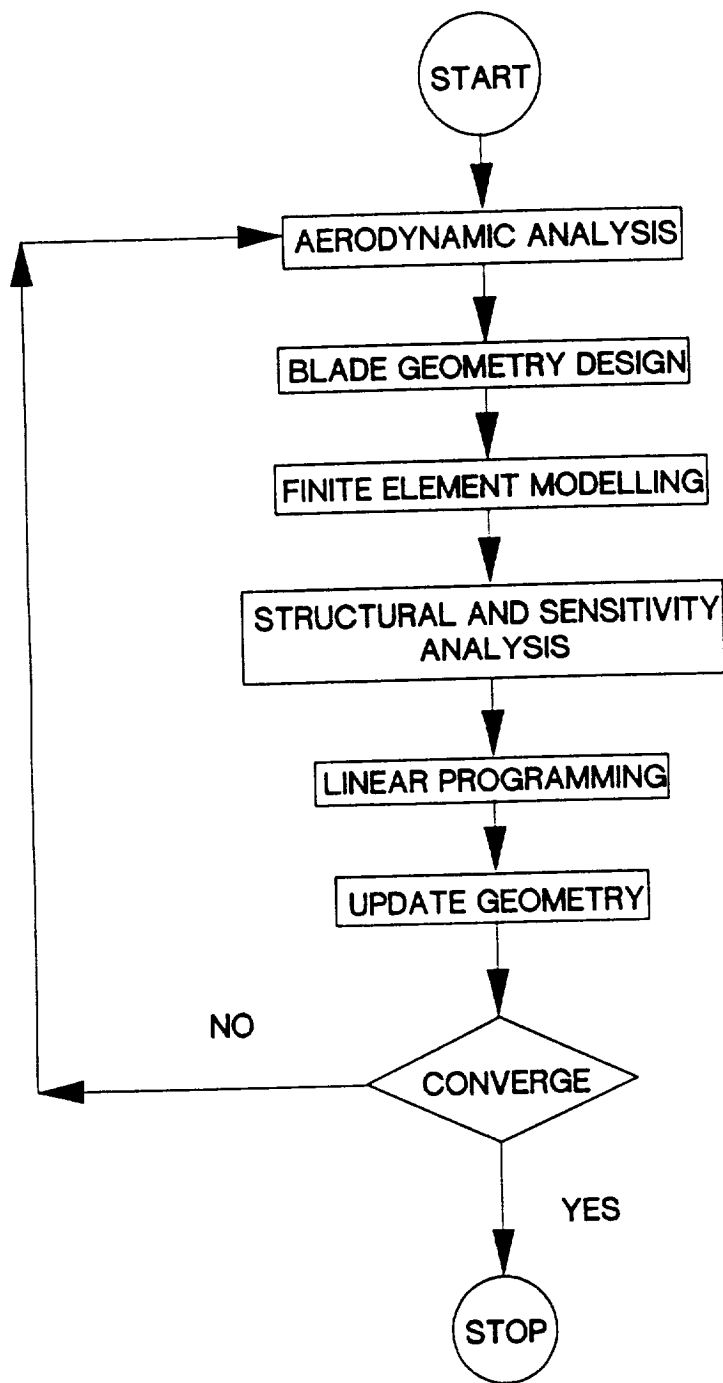 START
AERODYNAMIC ANALYSIS
BLADE GEOMETRY DESIGN
FINITE ELEMENT MODELLING
STRUCTURAL AND SENSITIVITY
ANALYSIS
LINEAR PROGRAMMING
UPDATE GEOMETRY
NO
CONVERGE
YES
STOP